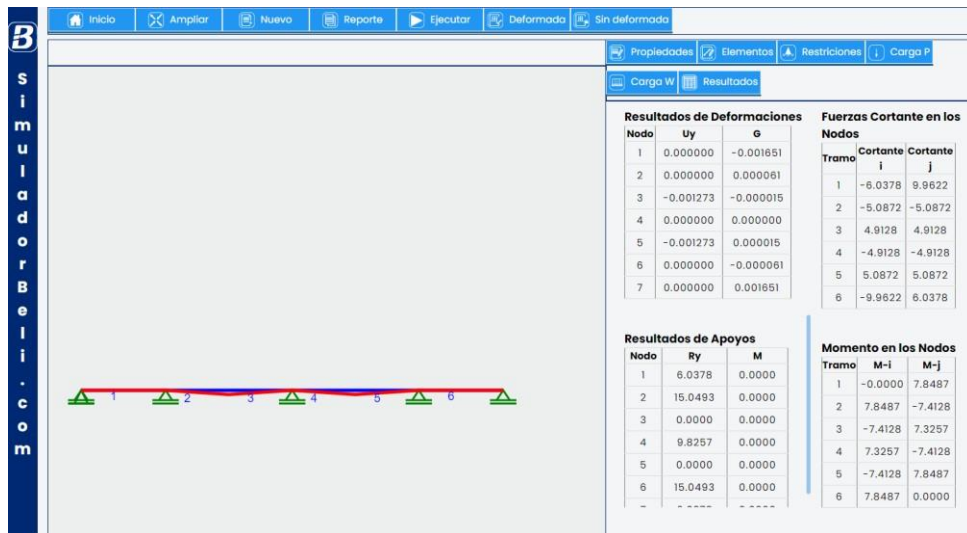 B
SimuladorBeli.com
Inicio Ampliar Nuevo Reporte Ejecutar Deformada Sin deformada
Propiedades Elementos Restriciones Carga P
Carga W Resultados
Resultados de Deformaciones
Nodo Uy G
1 0.000000 -0.001651
2 0.000000 0.000061
3 -0.001273 -0.000015
4 0.000000 0.000000
5 -0.001273 0.000015
6 0.000000 -0.000061
7 0.000000 0.001651
Fuerzas Cortante en los
Nodos
Tramo Cortante i Cortante j
1 -6.0378 9.9622
2 -5.0872 -5.0872
3 4.9128 4.9128
4 -4.9128 -4.9128
5 5.0872 5.0872
6 -9.9622 6.0378
1 2 3 4 5 6
Resultados de Apoyos
Nodo Ry M
1 6.0378 0.0000
2 15.0493 0.0000
3 0.0000 0.0000
4 9.8257 0.0000
5 0.0000 0.0000
6 15.0493 0.0000
Momento en los Nodos
Tramo M-i M-j
1 -0.0000 7.8487
2 7.8487 -7.4128
3 -7.4128 7.3257
4 7.3257 -7.4128
5 -7.4128 7.8487
6 7.8487 0.0000